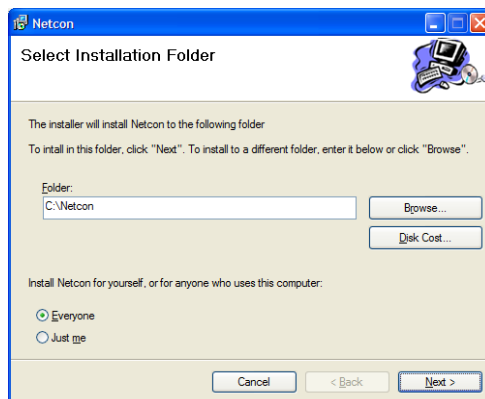 Netcon
Select Installation Folder
The installer will install Netcon to the following folder
To intall in this folder, click "Next". To install to a different folder, enter it below or click "Browse".
Folder:
C:\Netcon
Browse...
Disk Cost...
Install Netcon for yourself, or for anyone who uses this computer:
Everyone
Just me
Cancel
< Back
Next >